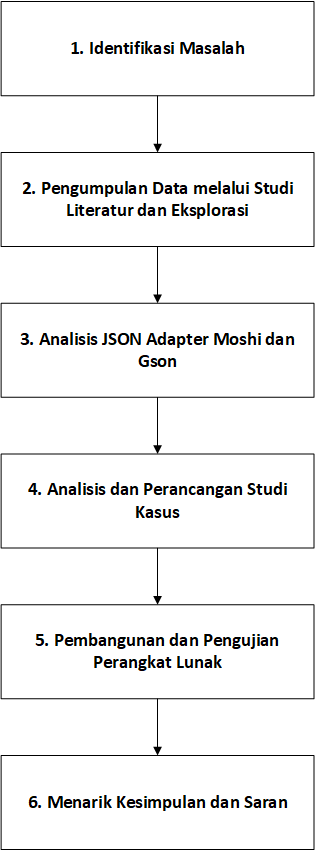 1. Identifikasi Masalah
2. Pengumpulan Data melalui Studi
Literatur dan Eksplorasi
3. Analisis JSON Adapter Moshi dan
Gson
4. Analisis dan Perancangan Studi
Kasus
5. Pembangunan dan Pengujian
Perangkat Lunak
6. Menarik Kesimpulan dan Saran